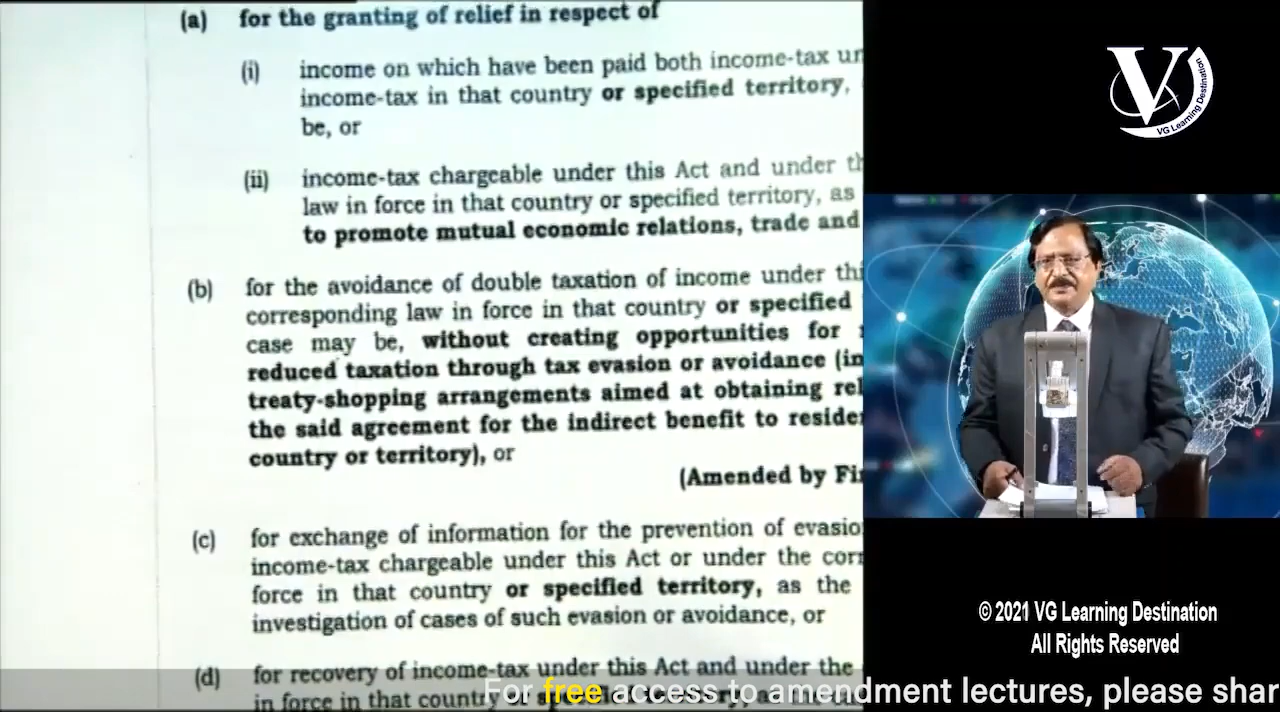 (a) for the granting of relief in respect of
(i) income on which have been paid both income-tax un
income-tax in that country or specified territory,
be, or
(ii) income-tax chargeable under this Act and under th
law in force in that country or specified territory, as
to promote mutual economic relations, trade and
(b) for the avoidance of double taxation of income under thi
corresponding law in force in that country or specified
case may be, without creating opportunities for
reduced taxation through tax evasion or avoidance (in
treaty-shopping arrangements aimed at obtaining rel
the said agreement for the indirect benefit to reside
country or territory), or
(Amended by Fi
(c) for exchange of information for the prevention of evasio
income-tax chargeable under this Act or under the corr
force in that country or specified territory, as the
investigation of cases of such evasion or avoidance, or
(d) for recovery of income-tax under this Act and under the
in force in that country or
For free access to amendment lectures, please shar
V
VG Learning Destination
© 2021 VG Learning Destination
All Rights Reserved